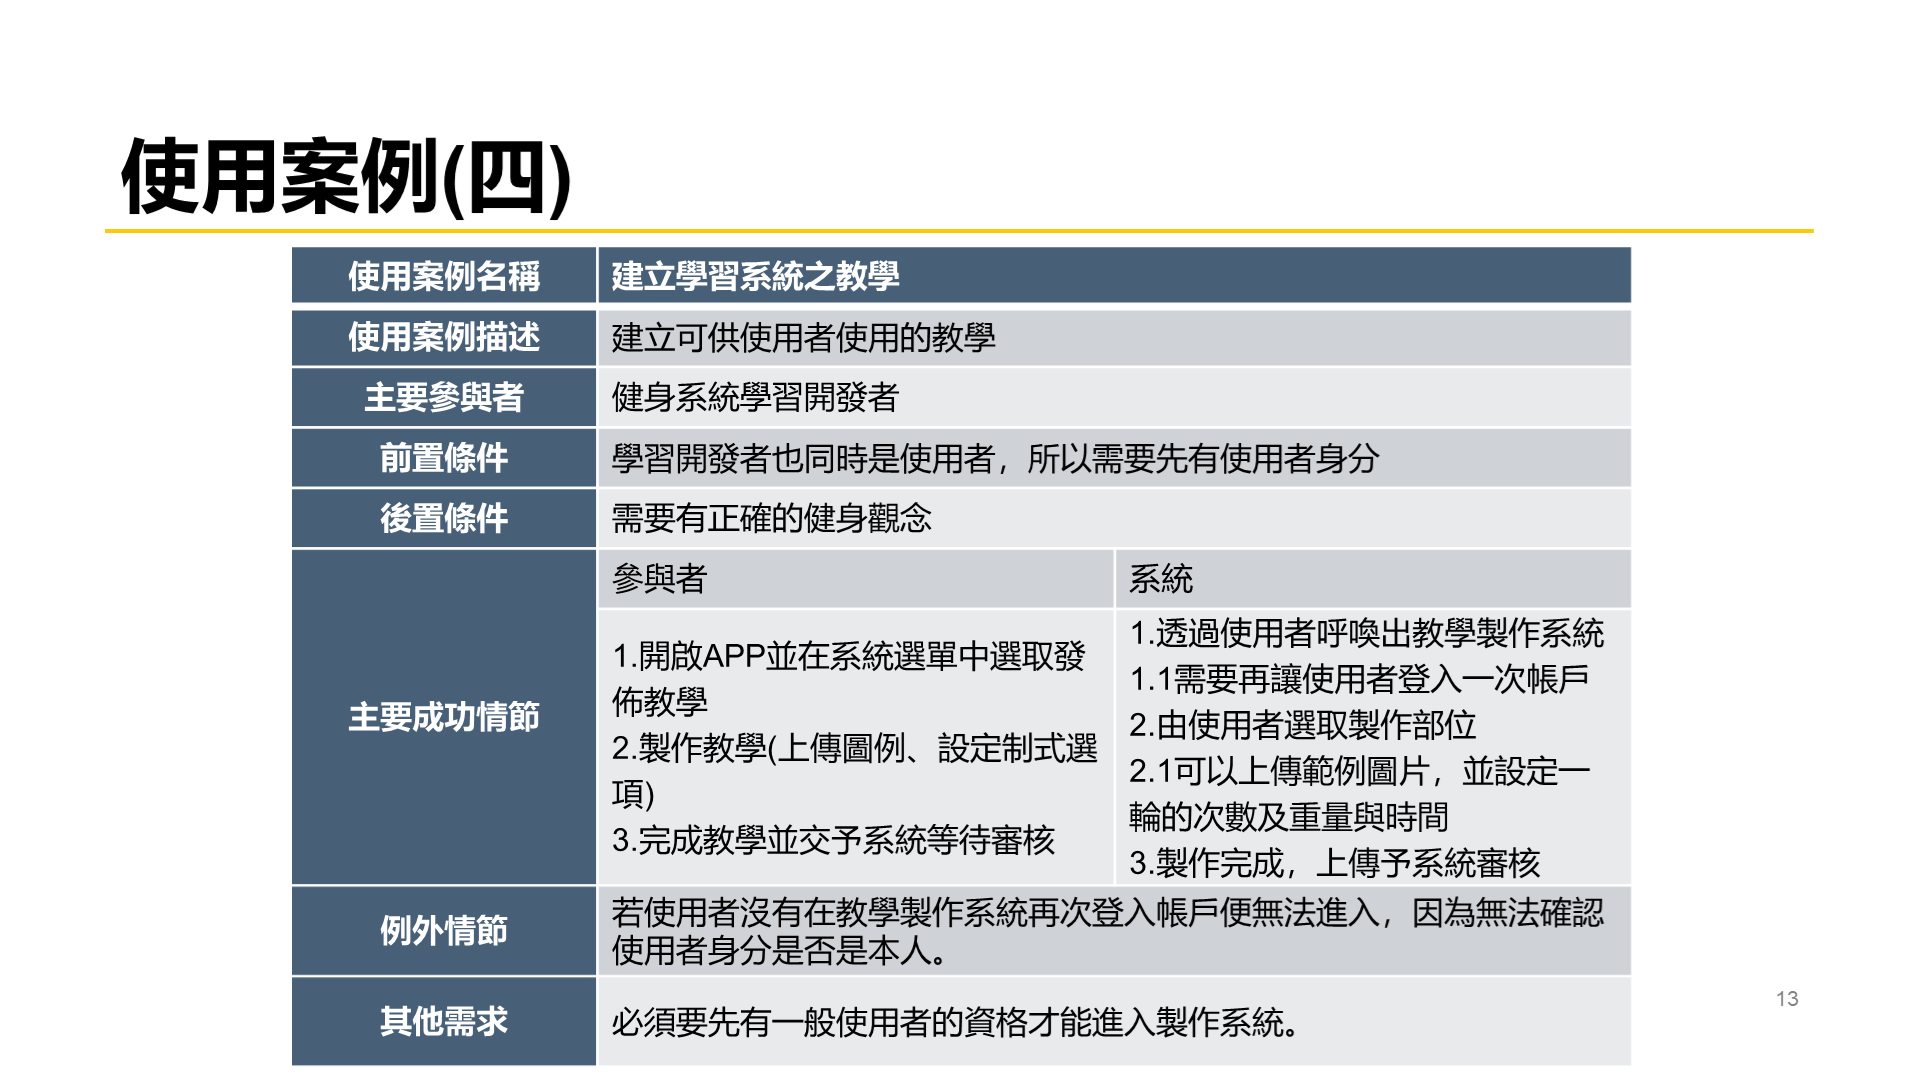 使用案例(四)
使用案例名稱
建立學習系統之教學
使用案例描述
建立可供使用者使用的教學
主要參與者
健身系統學習開發者
前置條件
學習開發者也同時是使用者，所以需要先有使用者身分
後置條件
需要有正確的健身觀念
主要成功情節
參與者
系統
1.開啟APP並在系統選單中選取發
佈教學
2.製作教學(上傳圖例、設定制式選
項)
3.完成教學並交予系統等待審核
1.透過使用者呼喚出教學製作系統
1.1需要再讓使用者登入一次帳戶
2.由使用者選取製作部位
2.1可以上傳範例圖片，並設定一
輪的次數及重量與時間
3.製作完成，上傳予系統審核
例外情節
若使用者沒有在教學製作系統再次登入帳戶便無法進入，因為無法確認
使用者身分是否是本人。
其他需求
必須要先有一般使用者的資格才能進入製作系統。
13